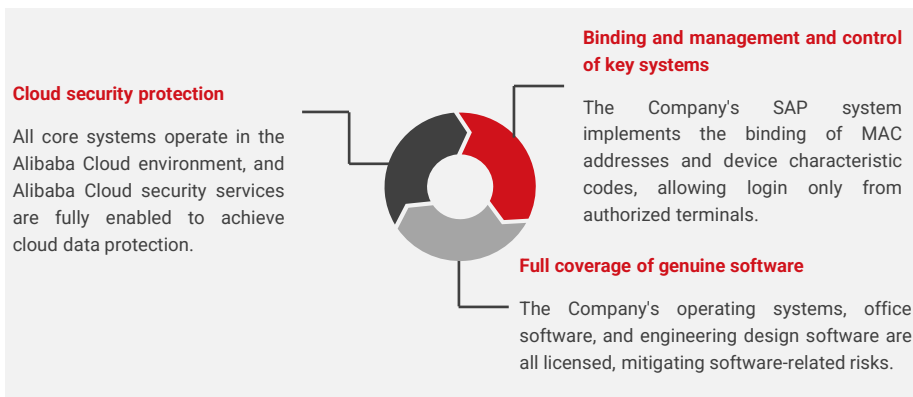 Cloud security protection
All core systems operate in the
Alibaba Cloud environment, and
Alibaba Cloud security services
are fully enabled to achieve
cloud data protection.
Binding and management and control
of key systems
The Company's SAP system
implements the binding of MAC
addresses and device characteristic
codes, allowing login only from
authorized terminals.
Full coverage of genuine software
The Company's operating systems, office
software, and engineering design software are
all licensed, mitigating software-related risks.